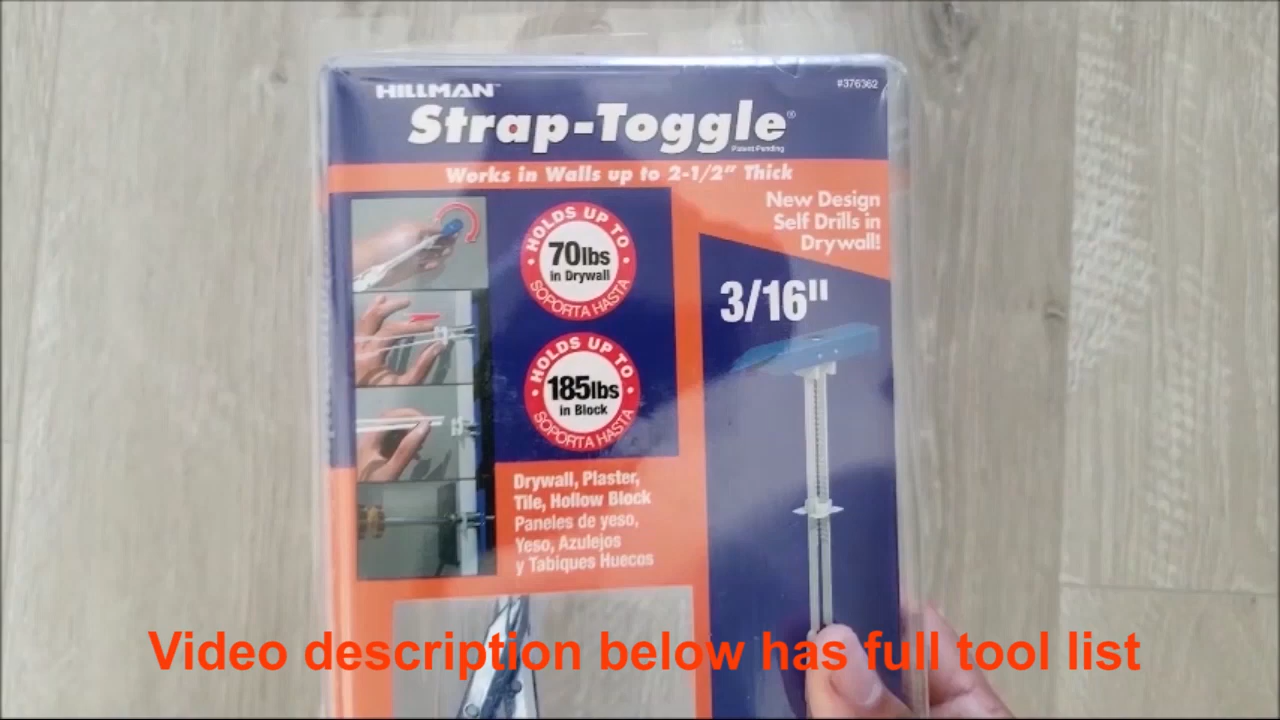 HILLMAN™
#376362
Strap-Toggle®
Patent Pending
Works in Walls up to 2-1/2" Thick
New Design
Self Drills in
Drywall!
HOLDS UP TO
70lbs
in Drywall
SOPORTA HASTA
3/16"
HOLDS UP TO
185lbs
in Block
SOPORTA HASTA
Drywall, Plaster,
Tile, Hollow Block
Paneles de yeso,
Yeso, Azulejos
y Tabiques Huecos
Video description below has full tool list